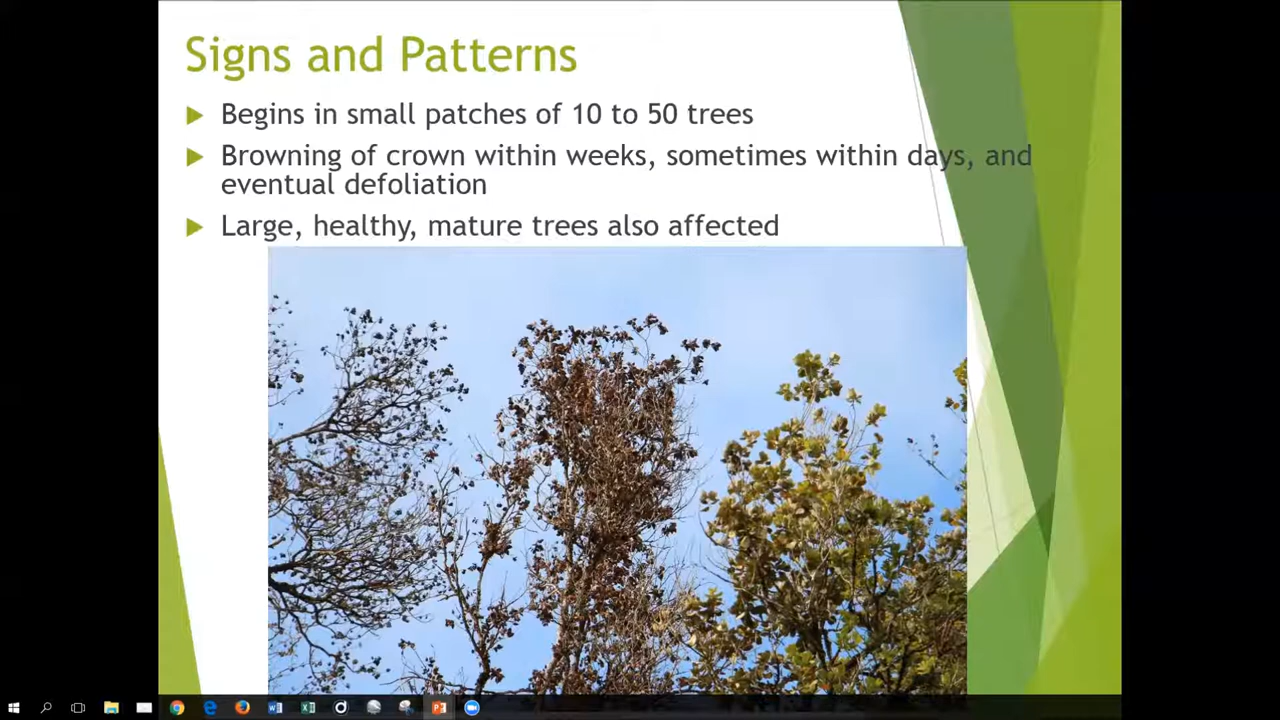 Signs and Patterns
Begins in small patches of 10 to 50 trees
Browning of crown within weeks, sometimes within days, and
eventual defoliation
Large, healthy, mature trees also affected